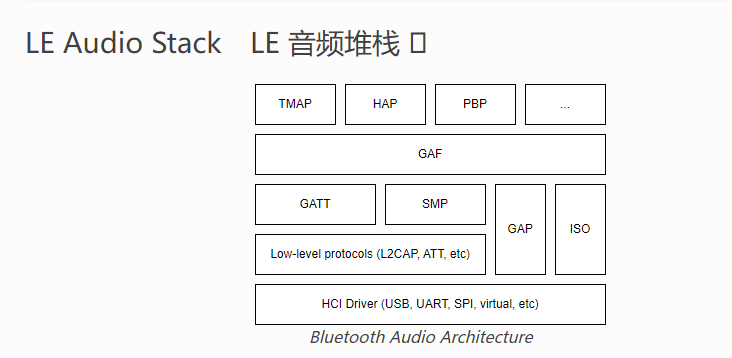 LE Audio Stack LE 音频堆栈
TMAP HAP PBP ...
GAF
GATT SMP GAP ISO
Low-level protocols (L2CAP, ATT, etc)
HCI Driver (USB, UART, SPI, virtual, etc)
Bluetooth Audio Architecture